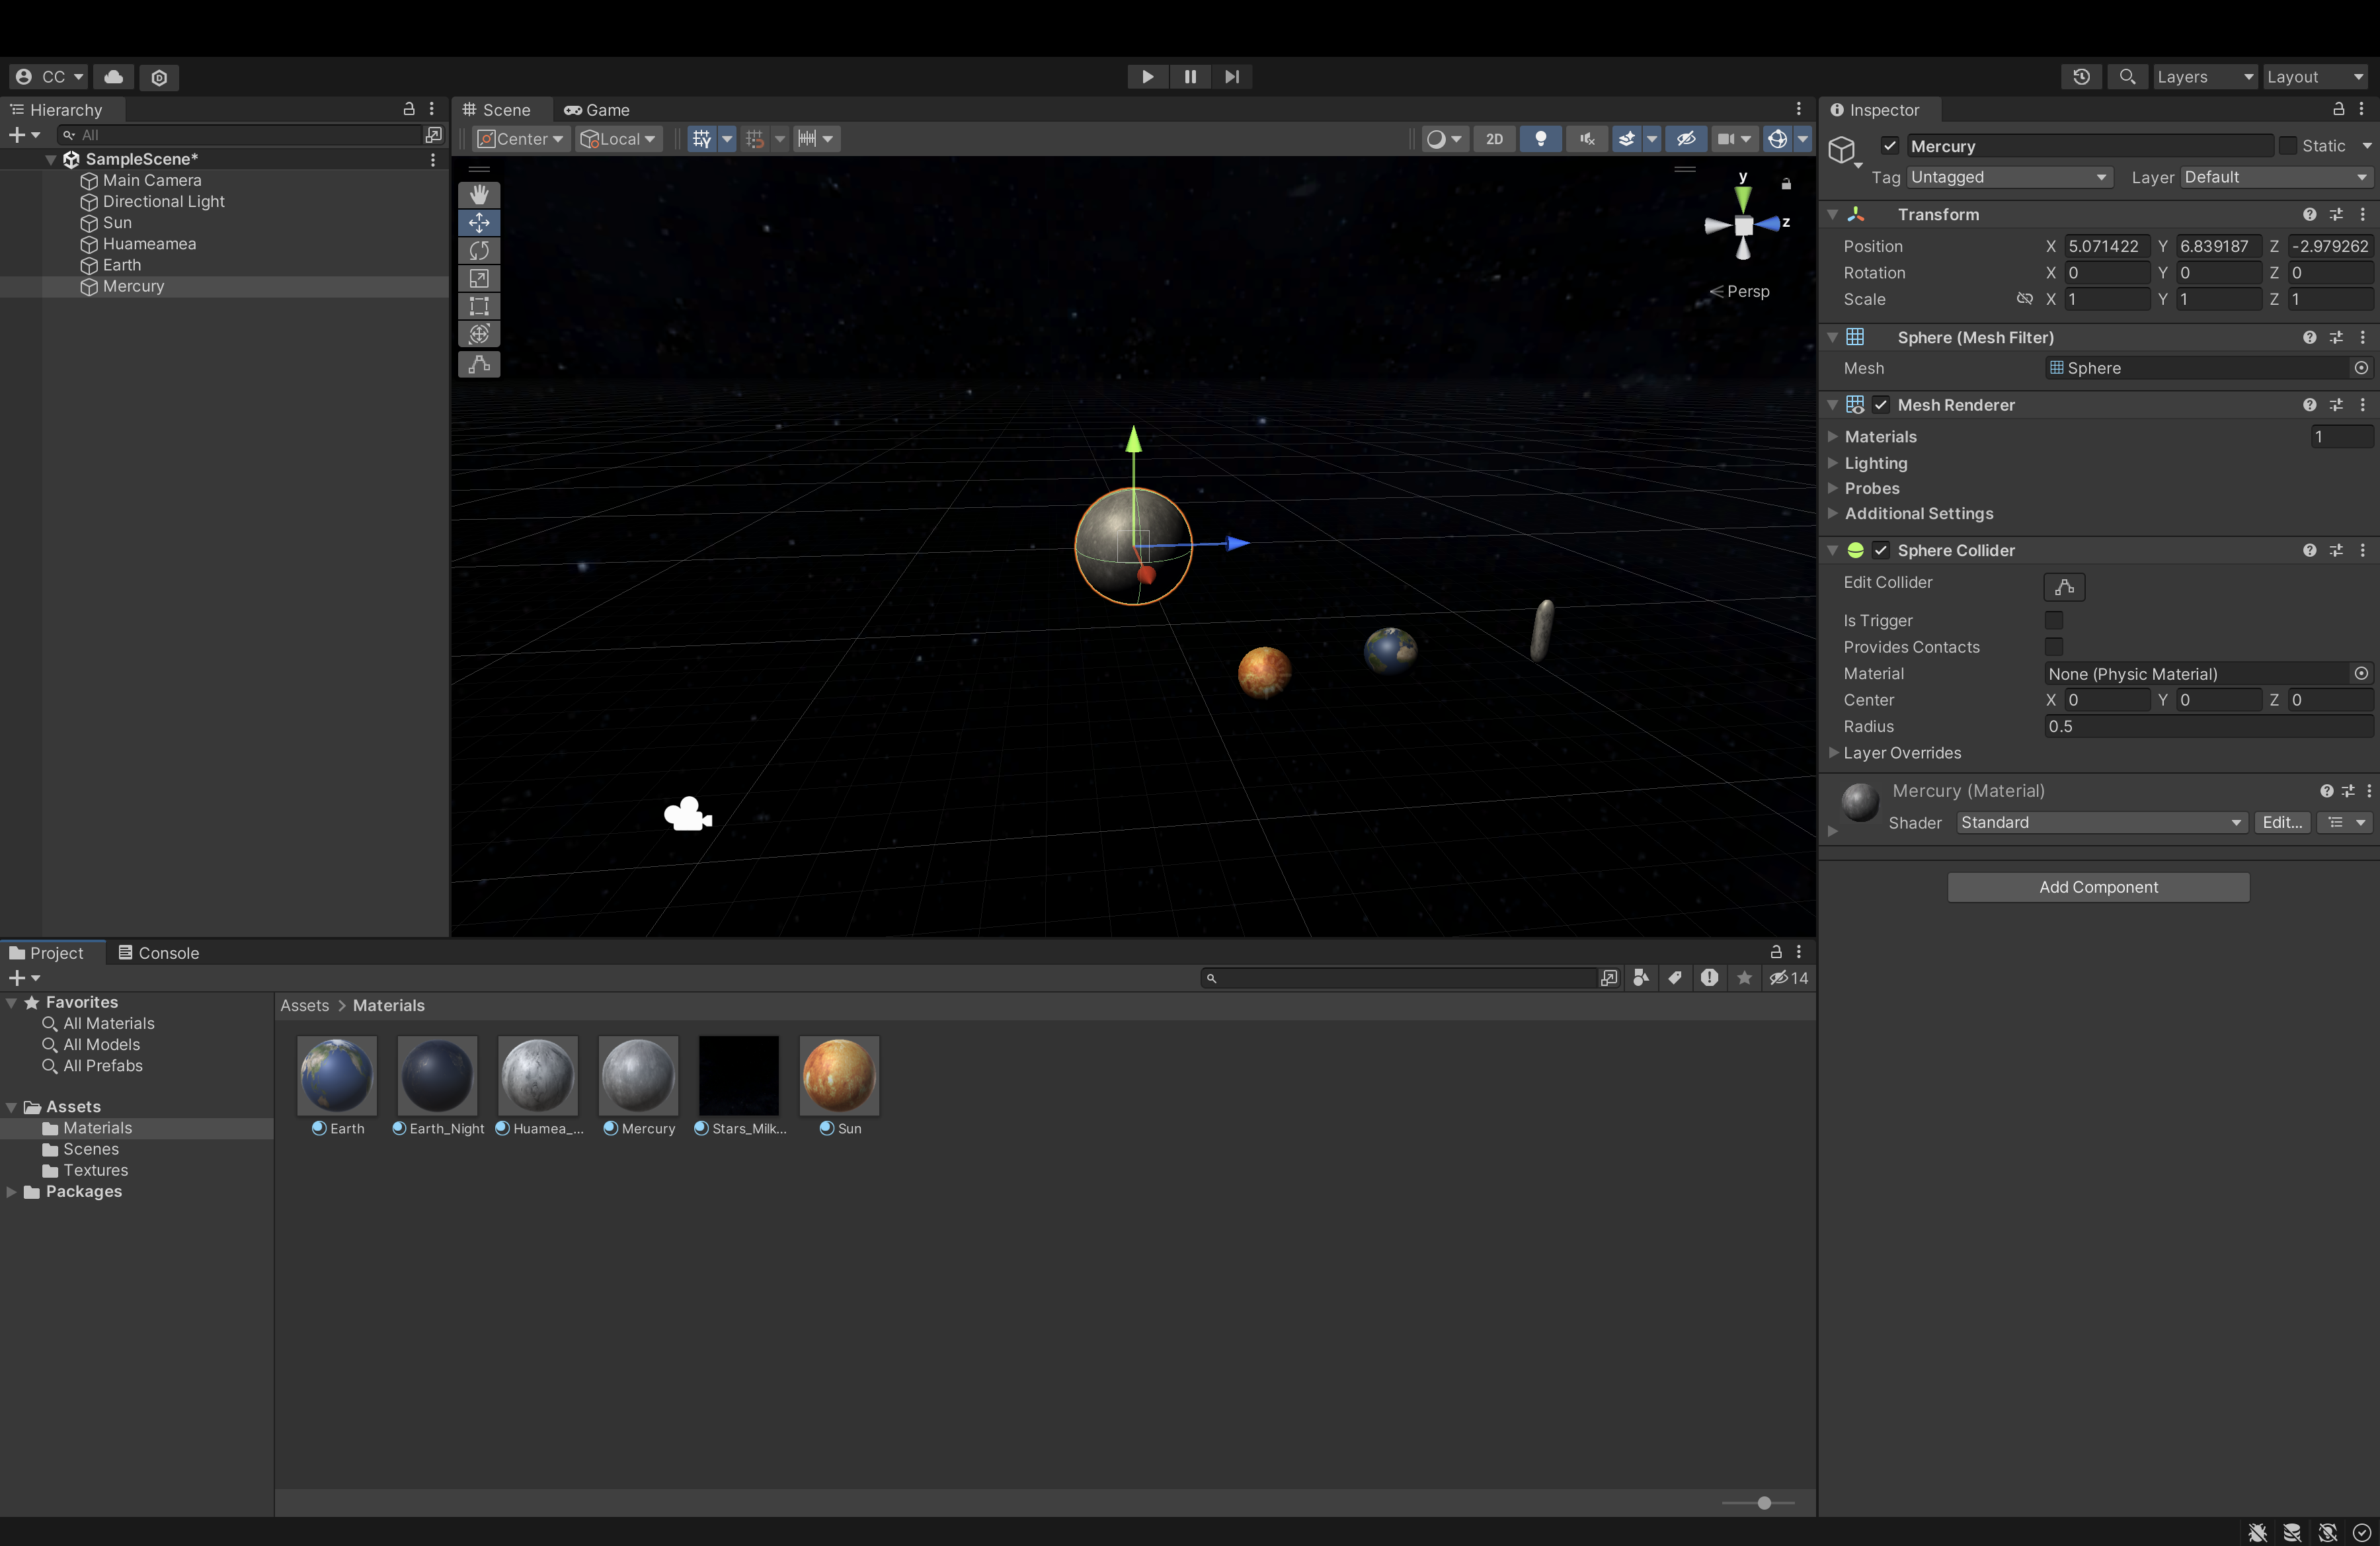 CC
Layers
Layout
Hierarchy
All
SampleScene*
Main Camera
Directional Light
Sun
Huameamea
Earth
Mercury
Scene
Game
Center
Local
2D
y
z
Persp
Inspector
Mercury
Static
Tag Untagged Layer Default
Transform
Position X 5.071422 Y 6.839187 Z -2.979262
Rotation X 0 Y 0 Z 0
Scale X 1 Y 1 Z 1
Sphere (Mesh Filter)
Mesh Sphere
Mesh Renderer
Materials 1
Lighting
Probes
Additional Settings
Sphere Collider
Edit Collider
Is Trigger
Provides Contacts
Material None (Physic Material)
Center X 0 Y 0 Z 0
Radius 0.5
Layer Overrides
Mercury (Material)
Shader Standard Edit...
Add Component
Project
Console
14
Favorites
All Materials
All Models
All Prefabs
Assets
Materials
Scenes
Textures
Packages
Assets > Materials
Earth Earth_Night Huamea_... Mercury Stars_Milk... Sun